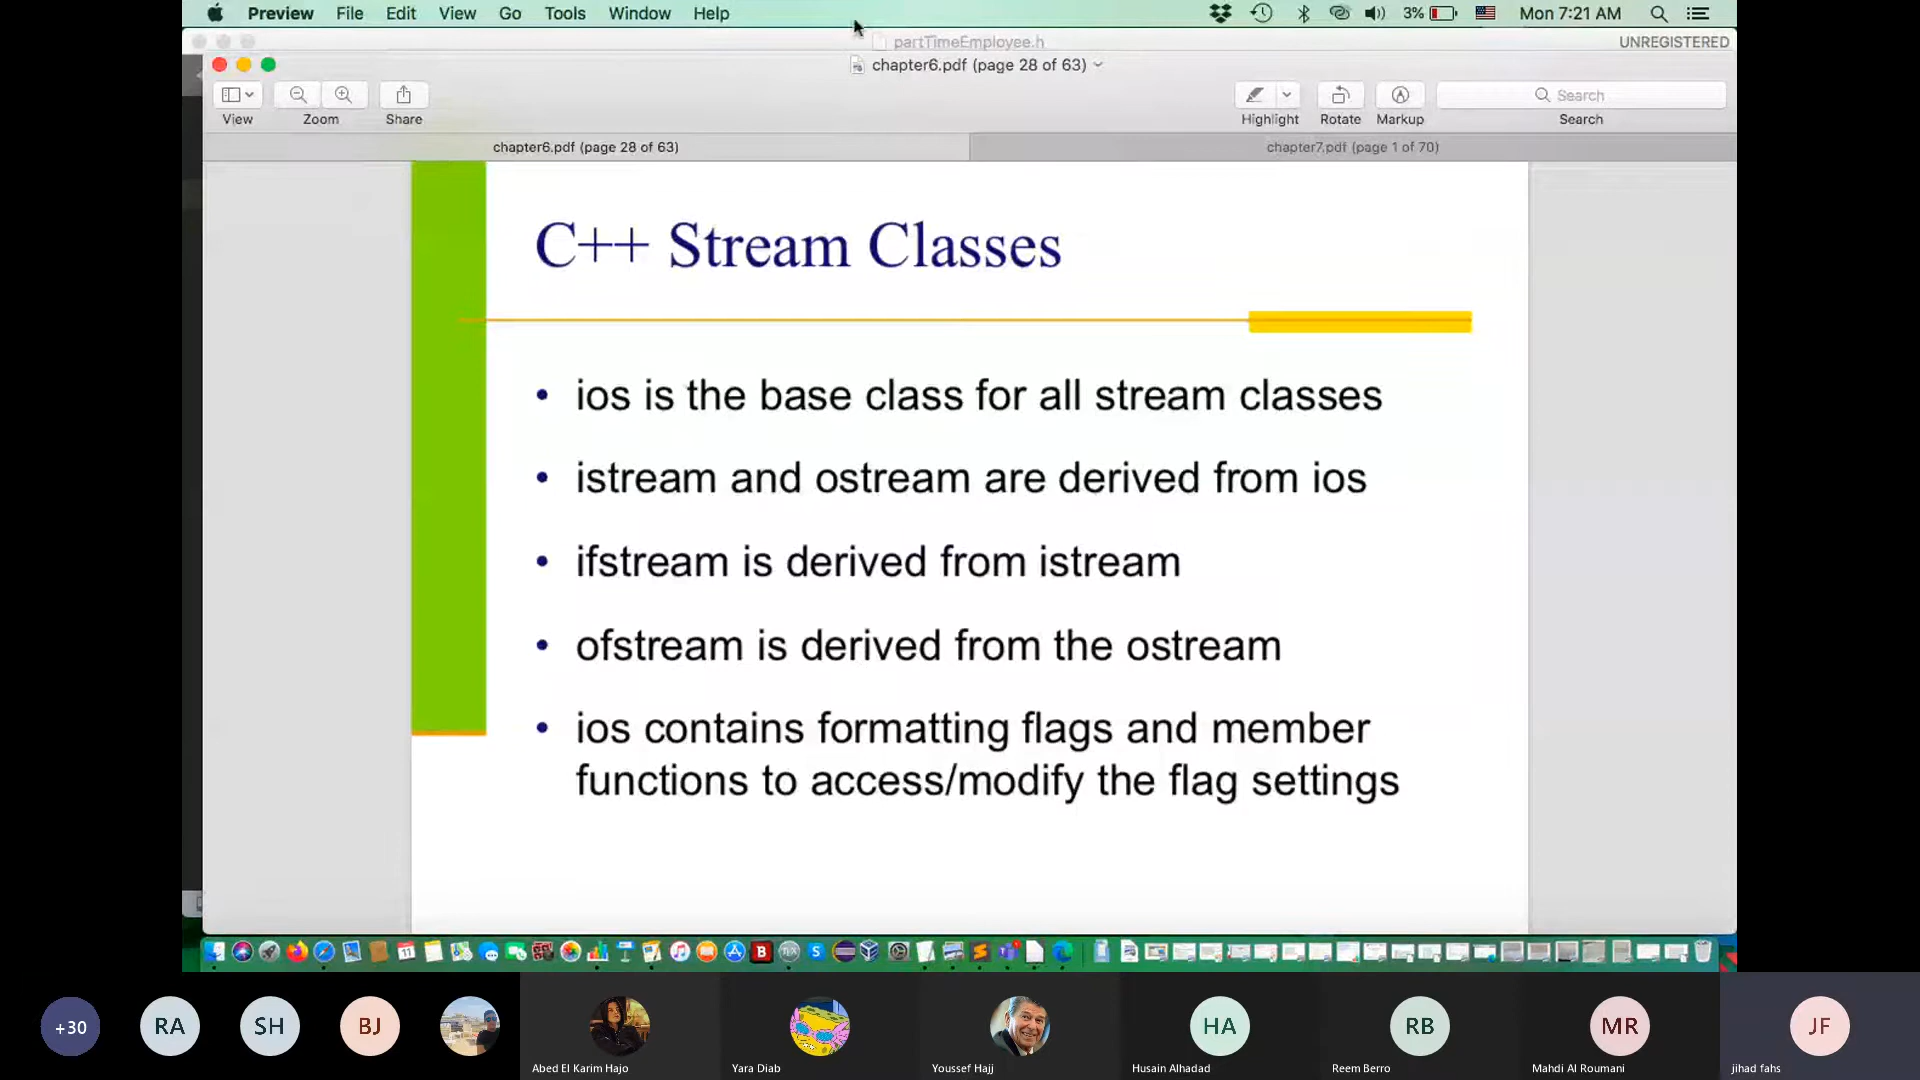 Preview File Edit View Go Tools Window Help 3% Mon 7:21 AM
partTimeEmployee.h UNREGISTERED
chapter6.pdf (page 28 of 63)
Search
View Zoom Share Highlight Rotate Markup Search
chapter6.pdf (page 28 of 63) chapter7.pdf (page 1 of 70)
C++ Stream Classes
• ios is the base class for all stream classes
• istream and ostream are derived from ios
• ifstream is derived from istream
• ofstream is derived from the ostream
• ios contains formatting flags and member
functions to access/modify the flag settings
+30 RA SH BJ HA RB MR JF
Abed El Karim Hajo Yara Diab Youssef Hajj Husain Alhadad Reem Berro Mahdi Al Roumani jihad fahs